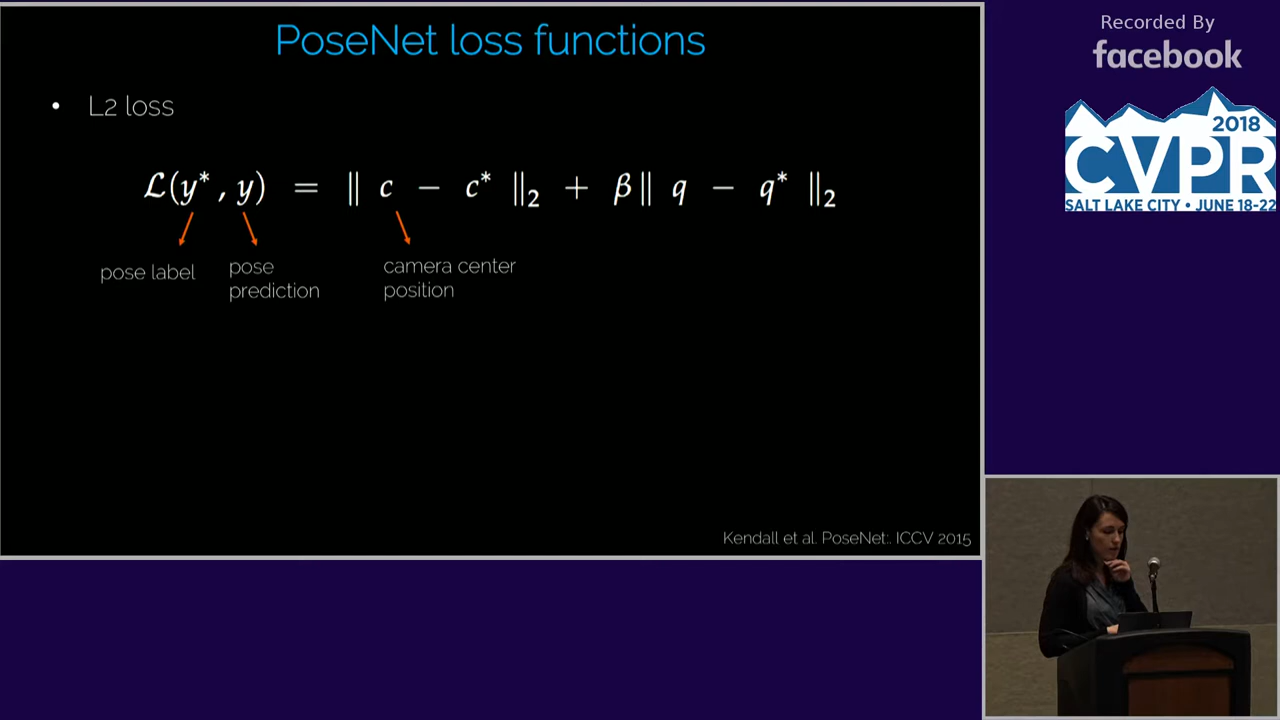 PoseNet loss functions
• L2 loss
ℒ(y* , y) = ‖ c − c* ‖₂ + β‖ q − q* ‖₂
pose label
pose
prediction
camera center
position
Kendall et al. PoseNet:. ICCV 2015
Recorded By
facebook
2018
CVPR
SALT LAKE CITY • JUNE 18-22